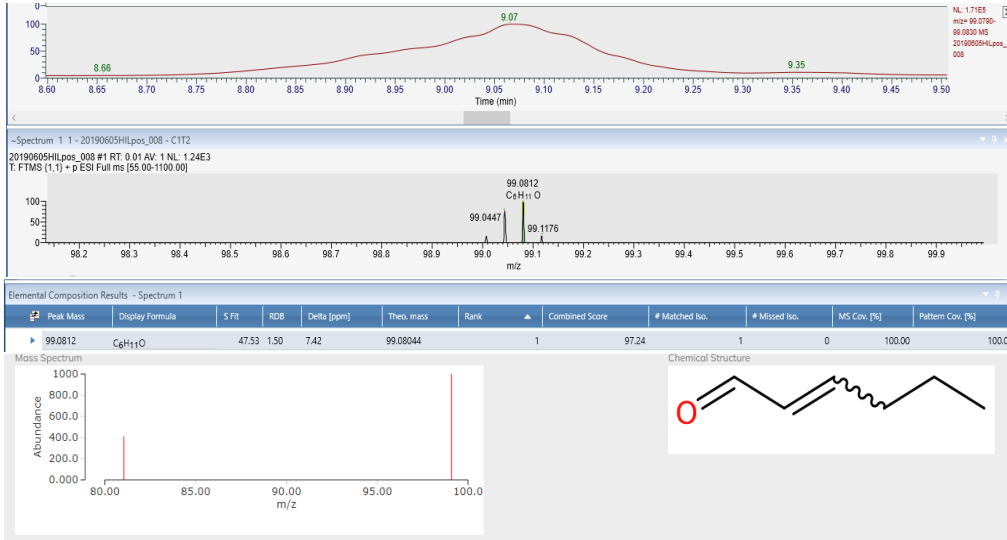 0
NL: 1.71E5
m/z= 99.0790-
99.0830 MS
20190605HILpos_
008
100
50
0
8.66
9.07
9.35
8.60 8.65 8.70 8.75 8.80 8.85 8.90 8.95 9.00 9.05 9.10 9.15 9.20 9.25 9.30 9.35 9.40 9.45 9.50
Time (min)
~Spectrum 1 1 - 20190605HILpos_008 - C1T2
20190605HILpos_008 #1 RT: 0.01 AV: 1 NL: 1.24E3
T: FTMS {1,1} + p ESI Full ms [55.00-1100.00]
99.0812
C6H11 O
99.0447
99.1176
100
50
0
98.2 98.3 98.4 98.5 98.6 98.7 98.8 98.9 99.0 99.1 99.2 99.3 99.4 99.5 99.6 99.7 99.8 99.9
m/z
Elemental Composition Results - Spectrum 1
Peak Mass Display Formula S Fit RDB Delta [ppm] Theo. mass Rank Combined Score # Matched Iso. # Missed Iso. MS Cov. [%] Pattern Cov. [%]
99.0812 C6H11O 47.53 1.50 7.42 99.08044 1 97.24 1 0 100.00 100.0
Mass Spectrum
Chemical Structure
1000
800.0
600.0
400.0
200.0
0.000
Abundance
80.00 85.00 90.00 95.00 100.0
m/z
O